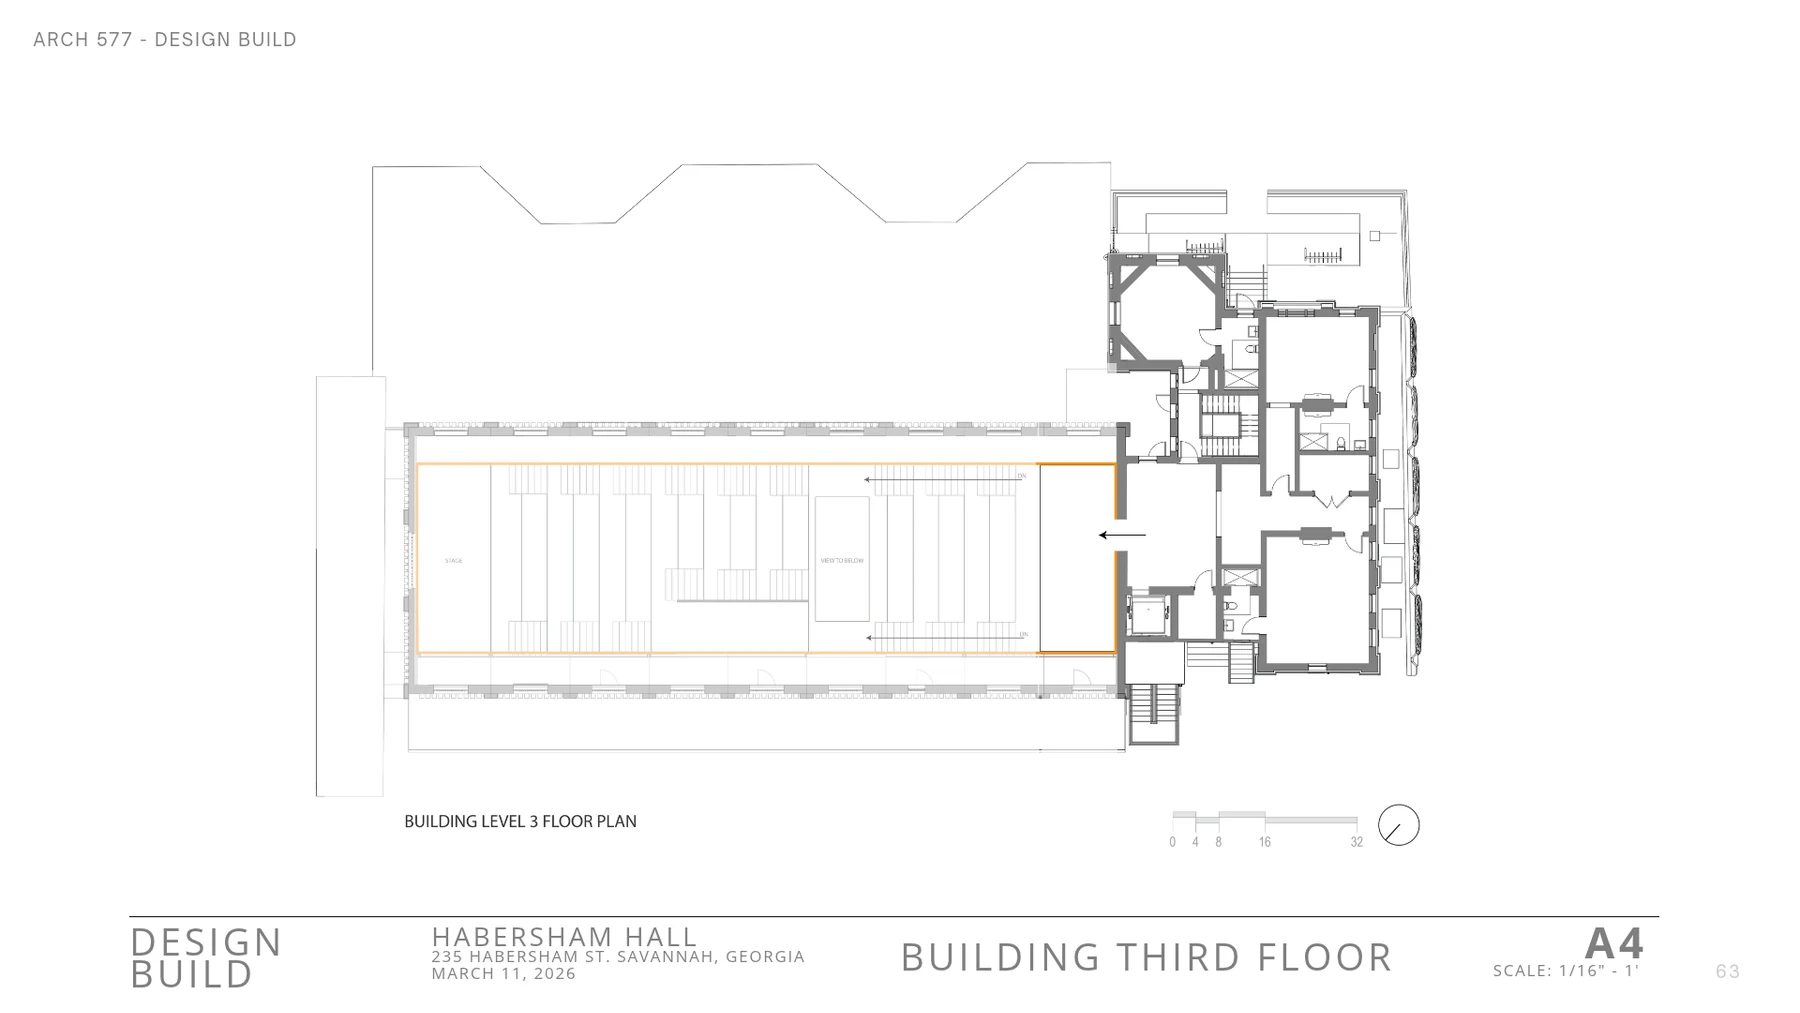 ARCH 577 - DESIGN BUILD
DN
STAGE
VIEW TO BELOW
DN
BUILDING LEVEL 3 FLOOR PLAN
0 4 8 16 32
DESIGN
BUILD
HABERSHAM HALL
235 HABERSHAM ST. SAVANNAH, GEORGIA
MARCH 11, 2026
BUILDING THIRD FLOOR
A4
SCALE: 1/16" - 1'
63